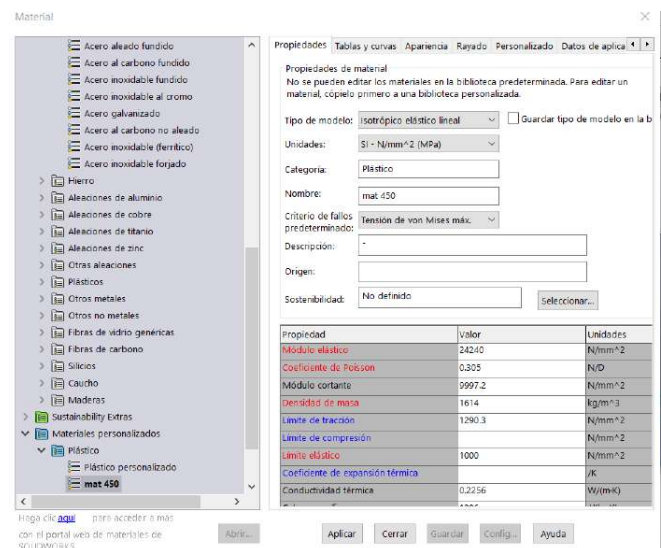 Material
Acero aleado fundido
Acero al carbono fundido
Acero inoxidable fundido
Acero inoxidable al cromo
Acero galvanizado
Acero al carbono no aleado
Acero inoxidable (ferrítico)
Acero inoxidable forjado
Hierro
Aleaciones de aluminio
Aleaciones de cobre
Aleaciones de titanio
Aleaciones de zinc
Otras aleaciones
Plásticos
Otros metales
Otros no metales
Fibras de vidrio genéricas
Fibras de carbono
Silicios
Caucho
Maderas
Sustainability Extras
Materiales personalizados
Plástico
Plástico personalizado
mat 450
Haga clic aquí para acceder a más
con el portal web de materiales de
SOLIDWORKS
Abrir...
Propiedades Tablas y curvas Apariencia Rayado Personalizado Datos de aplica
Propiedades de material
No se pueden editar los materiales en la biblioteca predeterminada. Para editar un
material, cópielo primero a una biblioteca personalizada.
Tipo de modelo: Isotrópico elástico lineal Guardar tipo de modelo en la b
Unidades: SI - N/mm^2 (MPa)
Categoría: Plástico
Nombre: mat 450
Criterio de fallos
predeterminado: Tensión de von Mises máx.
Descripción: -
Origen:
Sostenibilidad: No definido Seleccionar...
Propiedad Valor Unidades
Módulo elástico 24240 N/mm^2
Coeficiente de Poisson 0.305 N/D
Módulo cortante 9997.2 N/mm^2
Densidad de masa 1614 kg/m^3
Límite de tracción 1290.3 N/mm^2
Límite de compresión N/mm^2
Límite elástico 1000 N/mm^2
Coeficiente de expansión térmica /K
Conductividad térmica 0.2256 W/(m·K)
Aplicar Cerrar Guardar Config... Ayuda